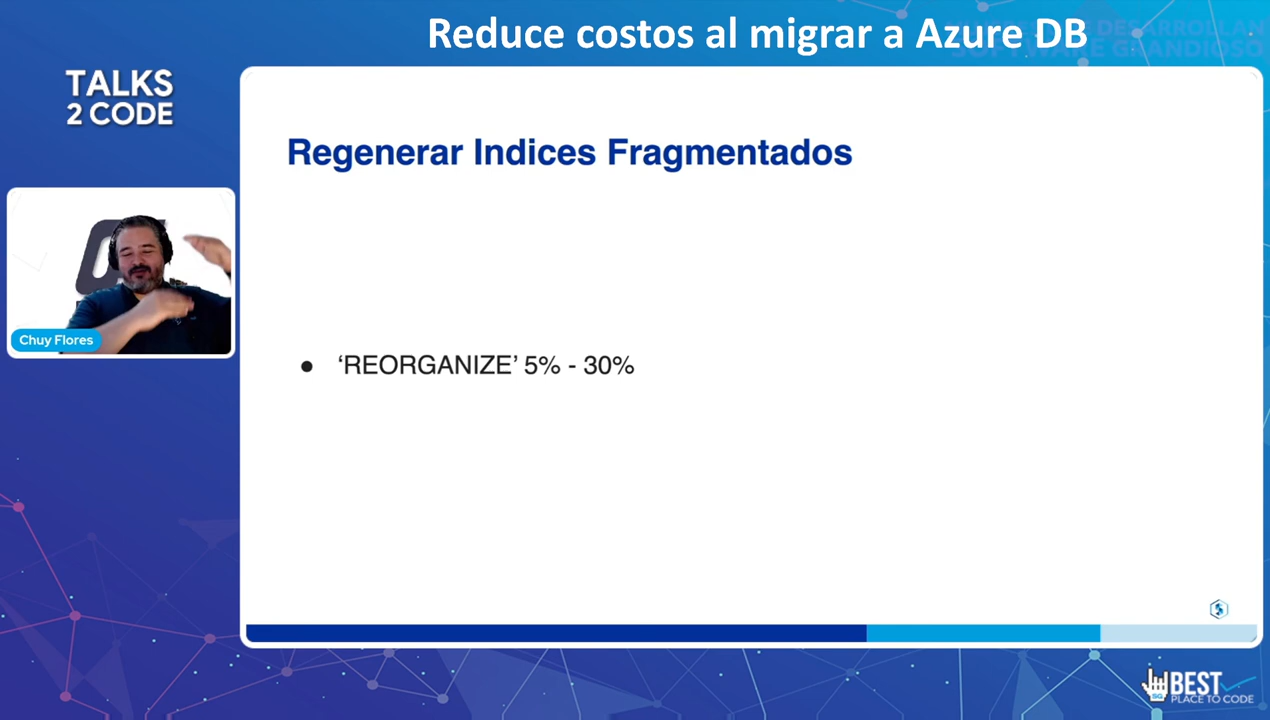 Reduce costos al migrar a Azure DB
TALKS
2 CODE
Regenerar Indices Fragmentados
Chuy Flores
• ‘REORGANIZE’ 5% - 30%
SG
BEST
PLACE TO CODE